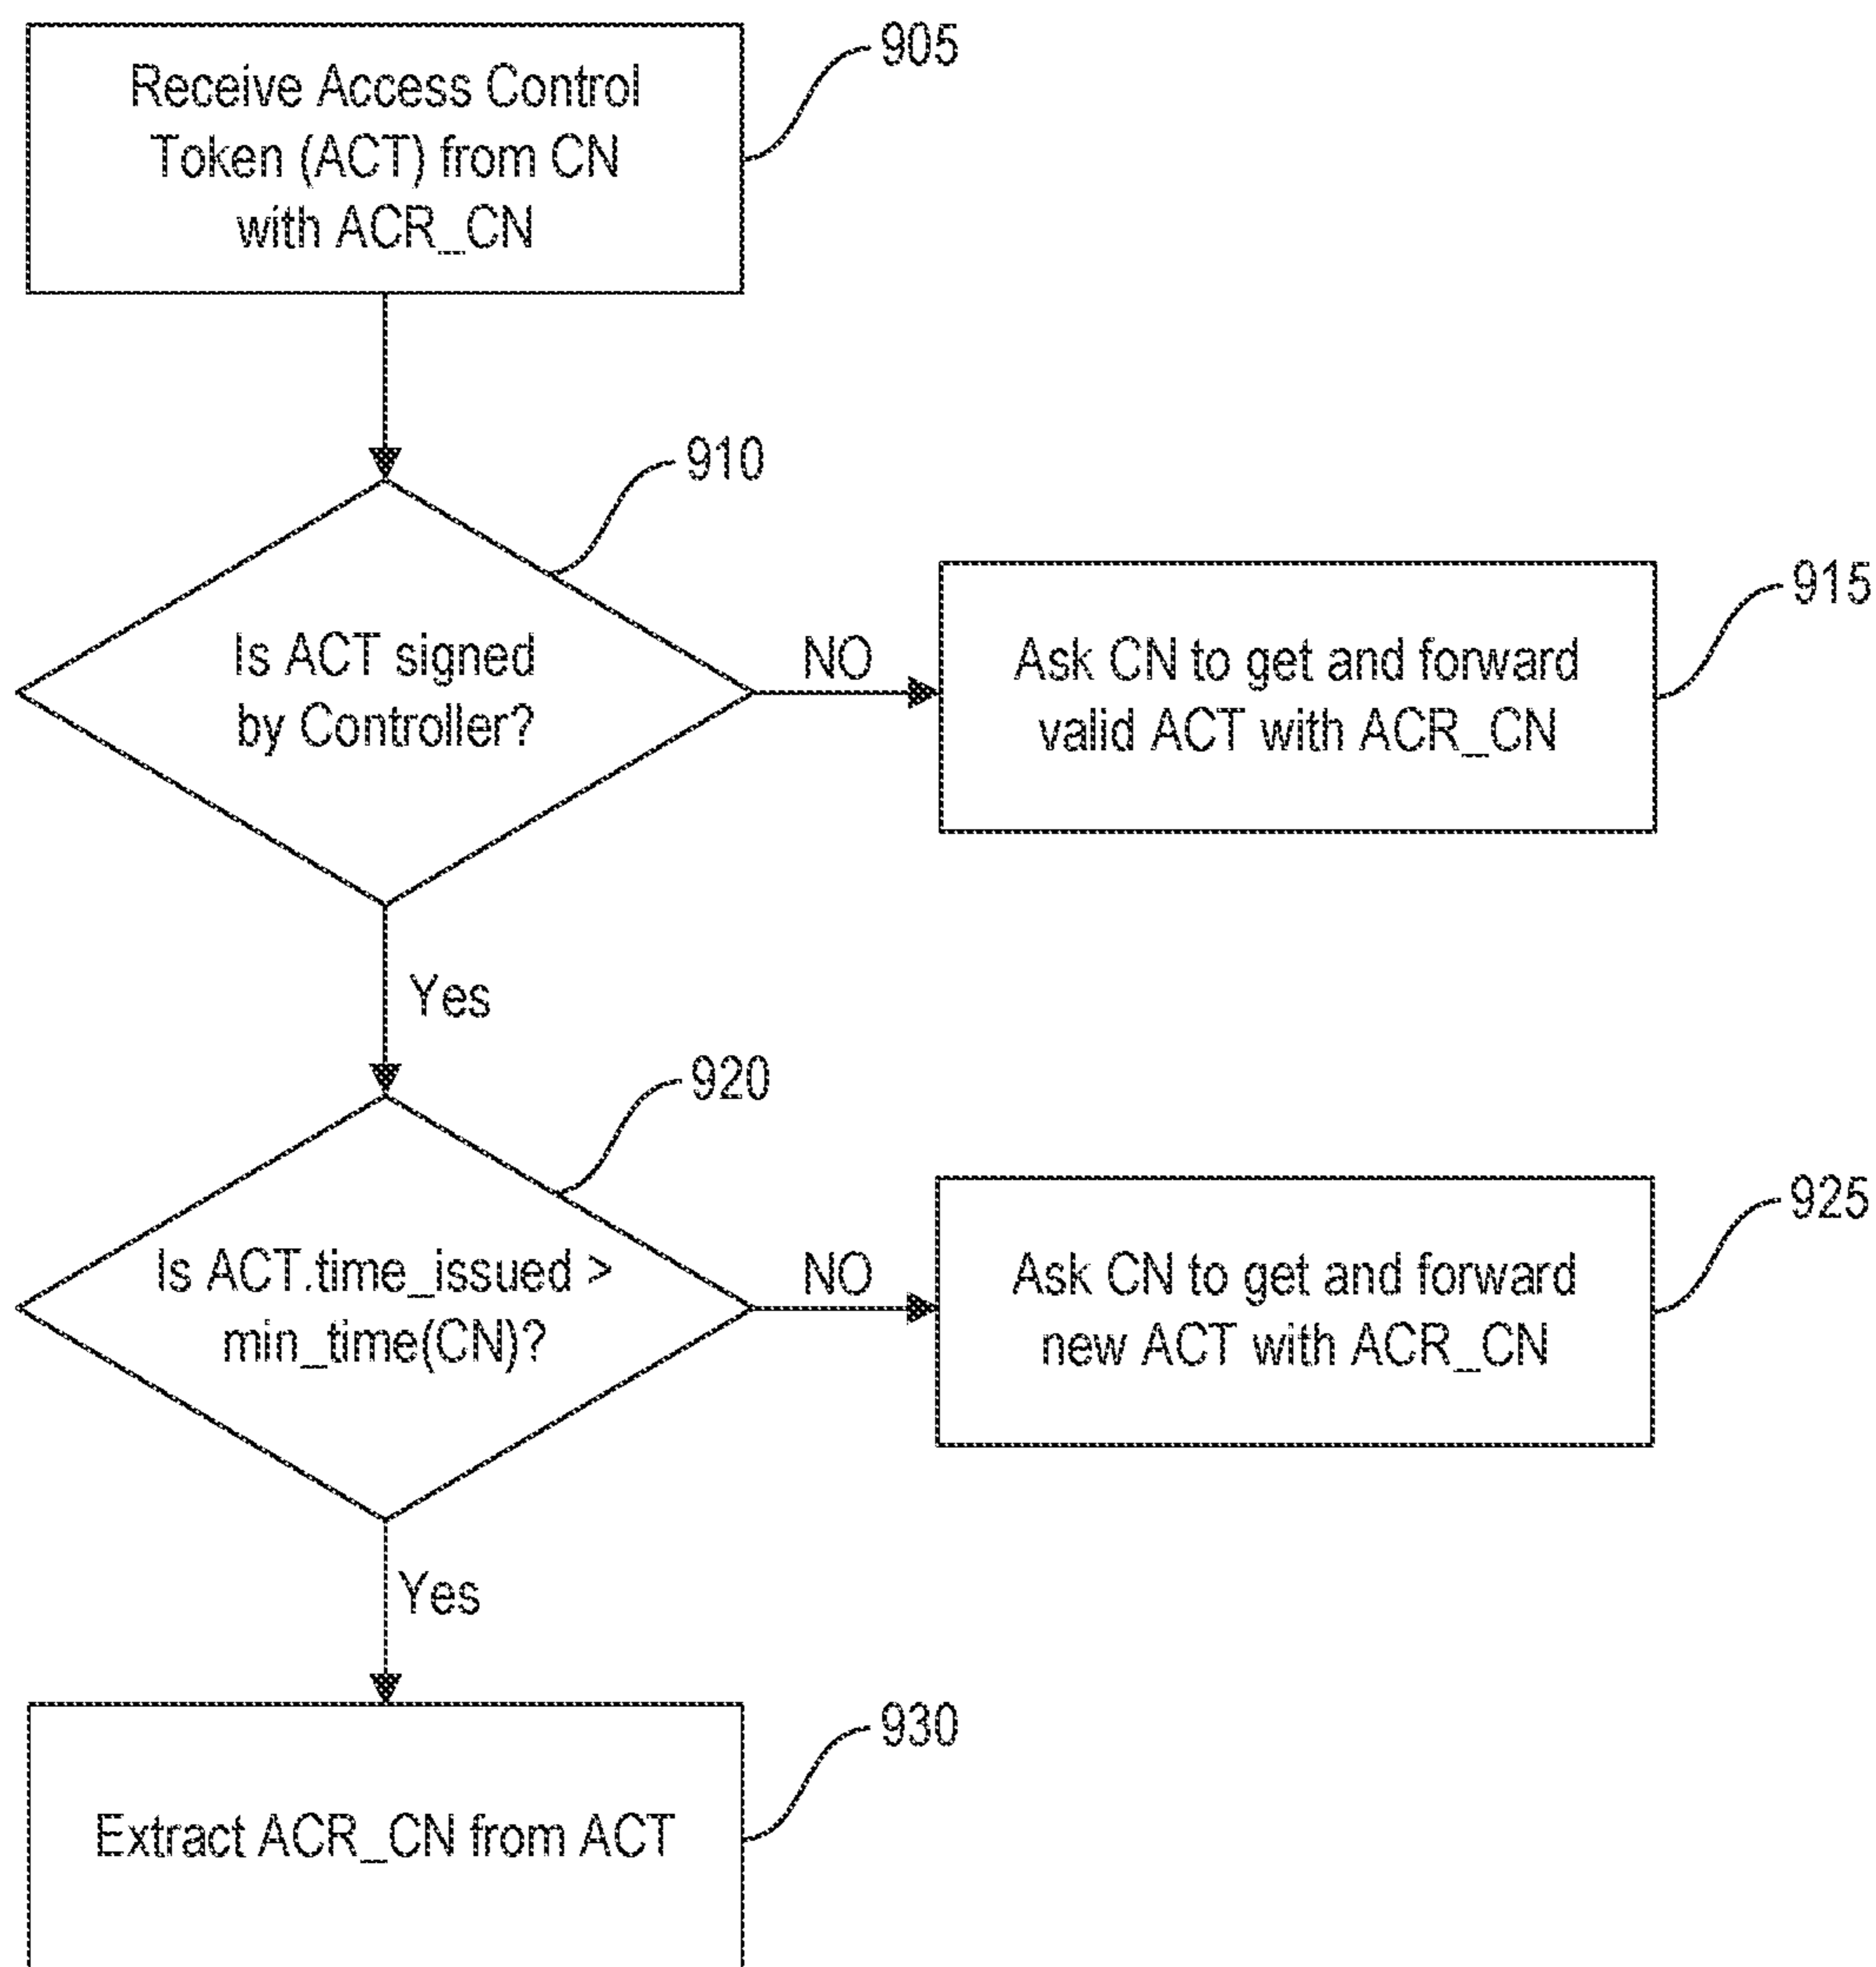 Receive Access Control
Token (ACT) from CN
with ACR_CN
905
910
Is ACT signed
by Controller?
NO
Ask CN to get and forward
valid ACT with ACR_CN
915
Yes
920
Is ACT.time_issued >
min_time(CN)?
NO
Ask CN to get and forward
new ACT with ACR_CN
925
Yes
930
Extract ACR_CN from ACT